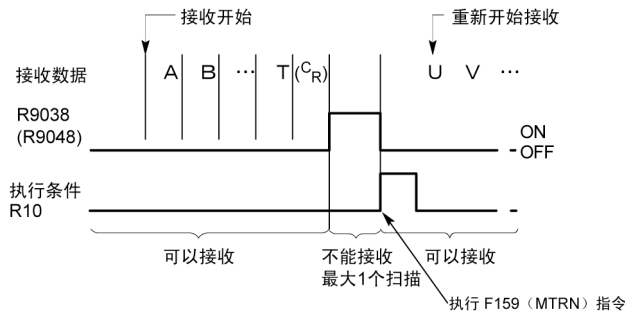 接收开始
重新开始接收
接收数据 A B ⋯ T (CR) U V ⋯
R9038
(R9048)
ON
OFF
执行条件
R10
可以接收 不能接收 可以接收
最大1个扫描
执行 F159（MTRN）指令